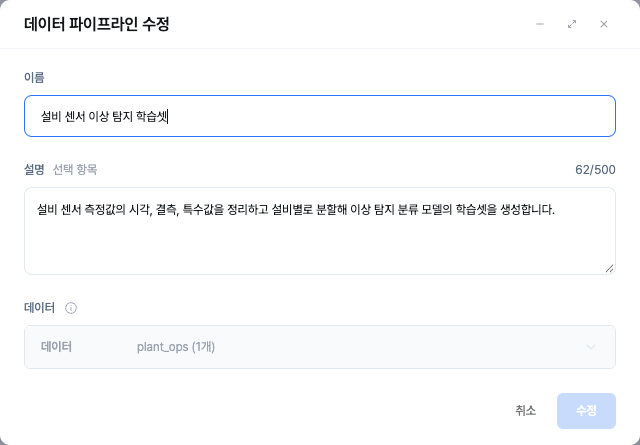 데이터 파이프라인 수정
이름
설비 센서 이상 탐지 학습셋
설명 선택 항목 62/500
설비 센서 측정값의 시각, 결측, 특수값을 정리하고 설비별로 분할해 이상 탐지 분류 모델의 학습셋을 생성합니다.
데이터
데이터 plant_ops (1개)
취소 수정